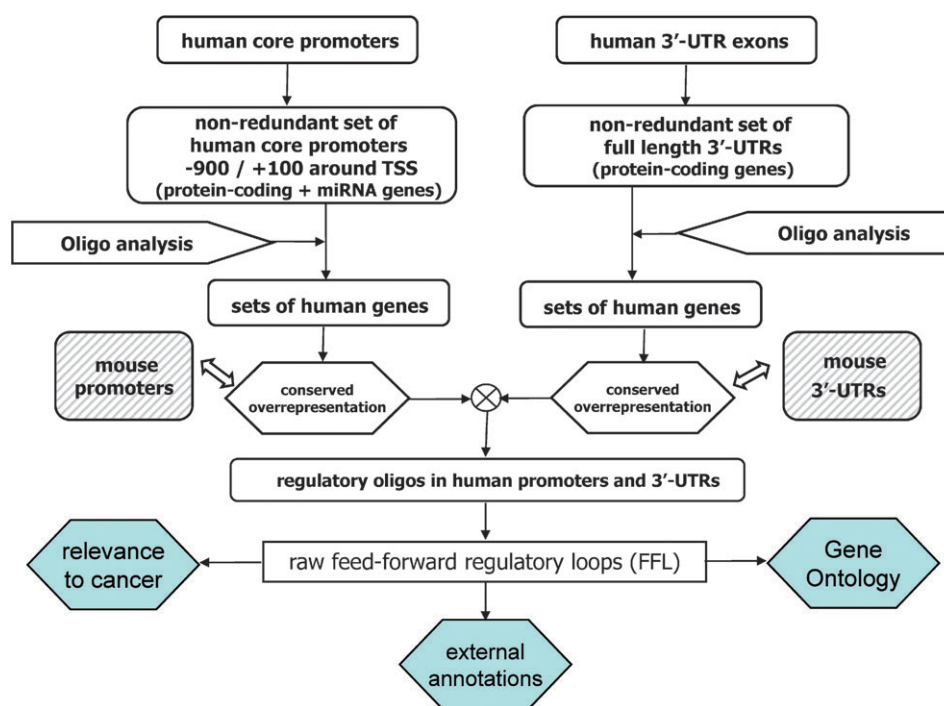 human core promoters
human 3′-UTR exons
non-redundant set of
human core promoters
-900 / +100 around TSS
(protein-coding + miRNA genes)
non-redundant set of
full length 3′-UTRs
(protein-coding genes)
Oligo analysis
Oligo analysis
sets of human genes
sets of human genes
mouse
promoters
conserved
overrepresentation
conserved
overrepresentation
mouse
3′-UTRs
regulatory oligos in human promoters and 3′-UTRs
relevance
to cancer
raw feed-forward regulatory loops (FFL)
Gene
Ontology
external
annotations